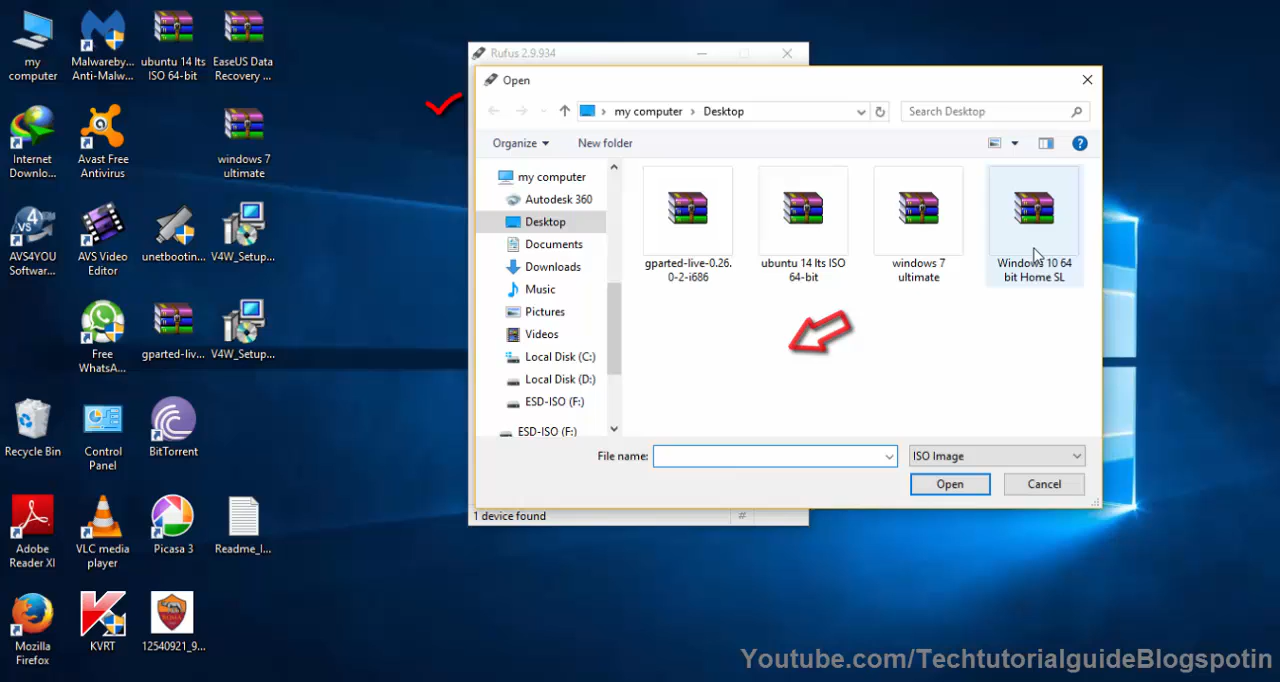 my
computer
Malwareby...
Anti-Malw...
ubuntu 14 lts
ISO 64-bit
EaseUS Data
Recovery ...
Internet
Downlo...
Avast Free
Antivirus
windows 7
ultimate
VS4
AVS4YOU
Softwar...
AVS Video
Editor
unetbootin...
V4W_Setup...
Free
WhatsA...
gparted-liv...
V4W_Setup...
Recycle Bin
Control
Panel
BitTorrent
Adobe
Reader XI
VLC media
player
Picasa 3
Readme_l...
Mozilla
Firefox
KVRT
ROMA
12540921_9...
Rufus 2.9.934
Open
my computer
Desktop
Search Desktop
Organize
New folder
my computer
Autodesk 360
Desktop
Documents
Downloads
Music
Pictures
Videos
Local Disk (C:)
Local Disk (D:)
ESD-ISO (F:)
ESD-ISO (F:)
gparted-live-0.26.
0-2-i686
ubuntu 14 lts ISO
64-bit
windows 7
ultimate
Windows 10 64
bit Home SL
File name:
ISO Image
Open
Cancel
1 device found
#
Youtube.com/TechtutorialguideBlogspotin